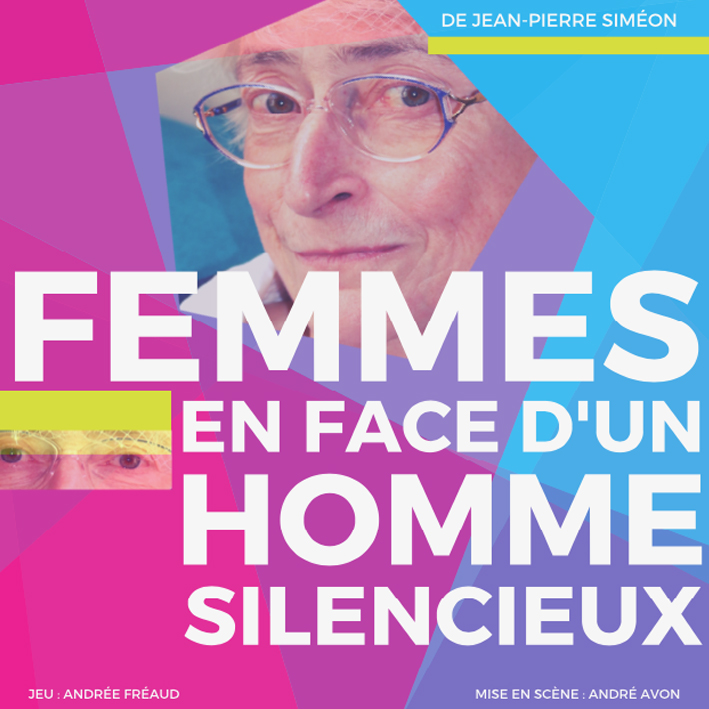 DE JEAN-PIERRE SIMÉON
FEMMES
EN FACE D'UN
HOMME
SILENCIEUX
JEU : ANDRÉE FRÉAUD
MISE EN SCÈNE : ANDRÉ AVON